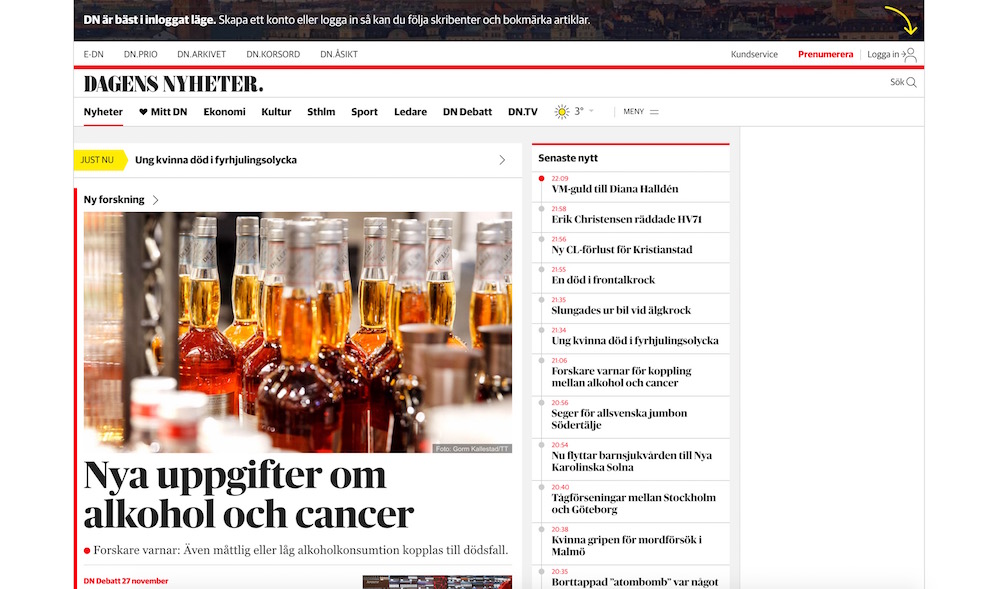 DN är bäst i inloggat läge. Skapa ett konto eller logga in så kan du följa skribenter och bokmärka artiklar.
E-DN DN.PRIO DN.ARKIVET DN.KORSORD DN.ÅSIKT Kundservice Prenumerera Logga in
DAGENS NYHETER.
Sök
Nyheter Mitt DN Ekonomi Kultur Sthlm Sport Ledare DN Debatt DN.TV 3° MENY
JUST NU Ung kvinna död i fyrhjulingsolycka
Ny forskning
Foto: Gorm Kallestad/TT
Nya uppgifter om
alkohol och cancer
Forskare varnar: Även måttlig eller låg alkoholkonsumtion kopplas till dödsfall.
DN Debatt 27 november
Senaste nytt
22:09
VM-guld till Diana Halldén
21:58
Erik Christensen räddade HV71
21:56
Ny CL-förlust för Kristianstad
21:55
En död i frontalkrock
21:35
Slungades ur bil vid älgkrock
21:34
Ung kvinna död i fyrhjulingsolycka
21:06
Forskare varnar för koppling
mellan alkohol och cancer
20:56
Seger för allsvenska jumbon
Södertälje
20:54
Nu flyttar barnsjukvården till Nya
Karolinska Solna
20:40
Tågförseningar mellan Stockholm
och Göteborg
20:38
Kvinna gripen för mordförsök i
Malmö
20:35
Borttappad "atombomb" var något